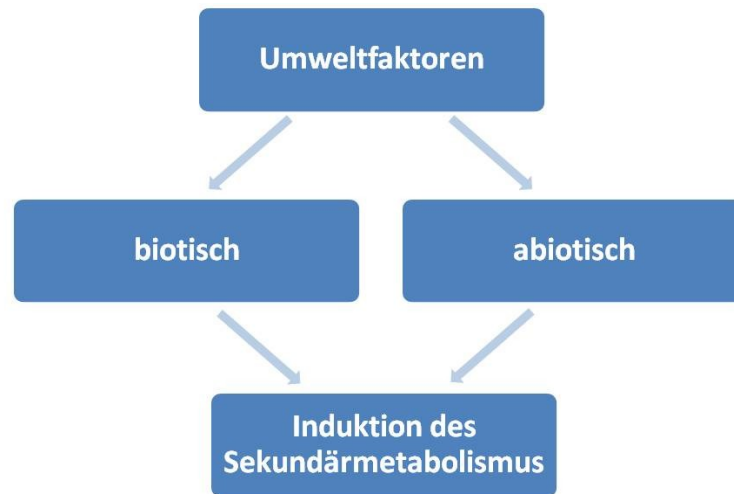 Umweltfaktoren
biotisch
abiotisch
Induktion des
Sekundärmetabolismus